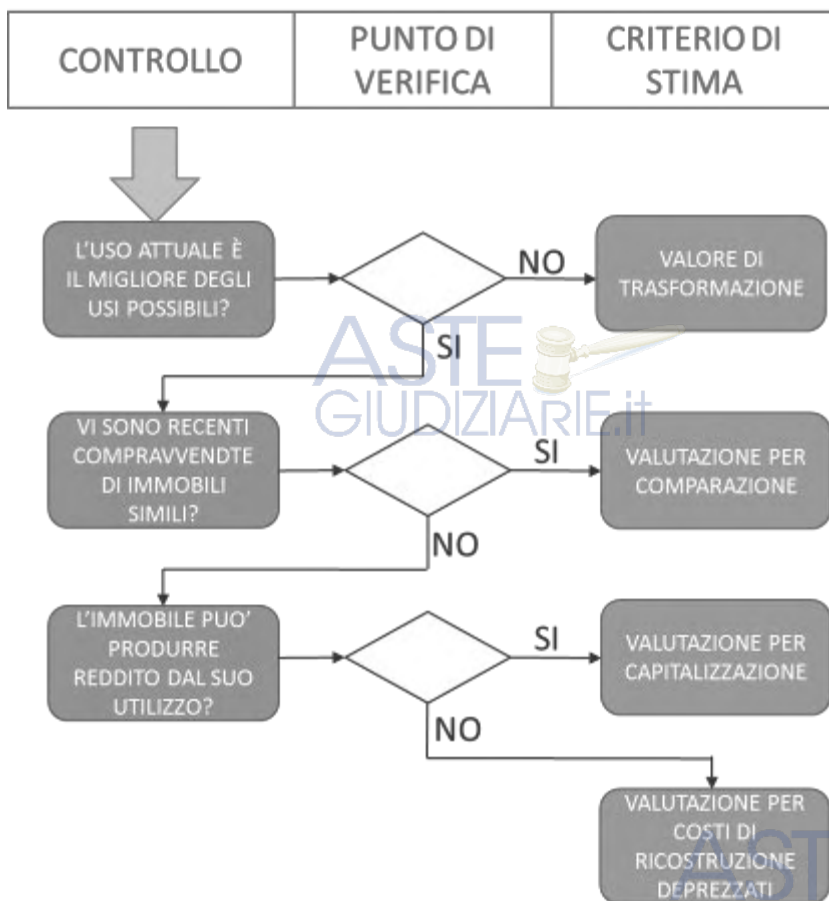 CONTROLLO
PUNTO DI
VERIFICA
CRITERIO DI
STIMA
L'USO ATTUALE È
IL MIGLIORE DEGLI
USI POSSIBILI?
NO
VALORE DI
TRASFORMAZIONE
SI
ASTE
GIUDIZIARIE.it
VI SONO RECENTI
COMPRAVVENDTE
DI IMMOBILI
SIMILI?
SI
VALUTAZIONE PER
COMPARAZIONE
NO
L'IMMOBILE PUO'
PRODURRE
REDDITO DAL SUO
UTILIZZO?
SI
VALUTAZIONE PER
CAPITALIZZAZIONE
NO
VALUTAZIONE PER
COSTI DI
RICOSTRUZIONE
DEPREZZATI
AST